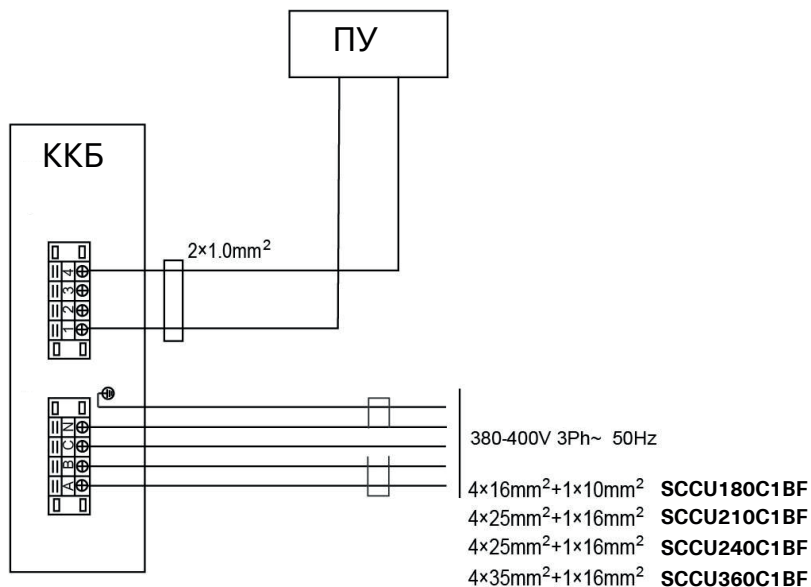 ПУ
ККБ
2×1.0mm²
4
3
2
1
N
C
B
A
380-400V 3Ph~ 50Hz
4×16mm²+1×10mm² SCCU180C1BF
4×25mm²+1×16mm² SCCU210C1BF
4×25mm²+1×16mm² SCCU240C1BF
4×35mm²+1×16mm² SCCU360C1BF